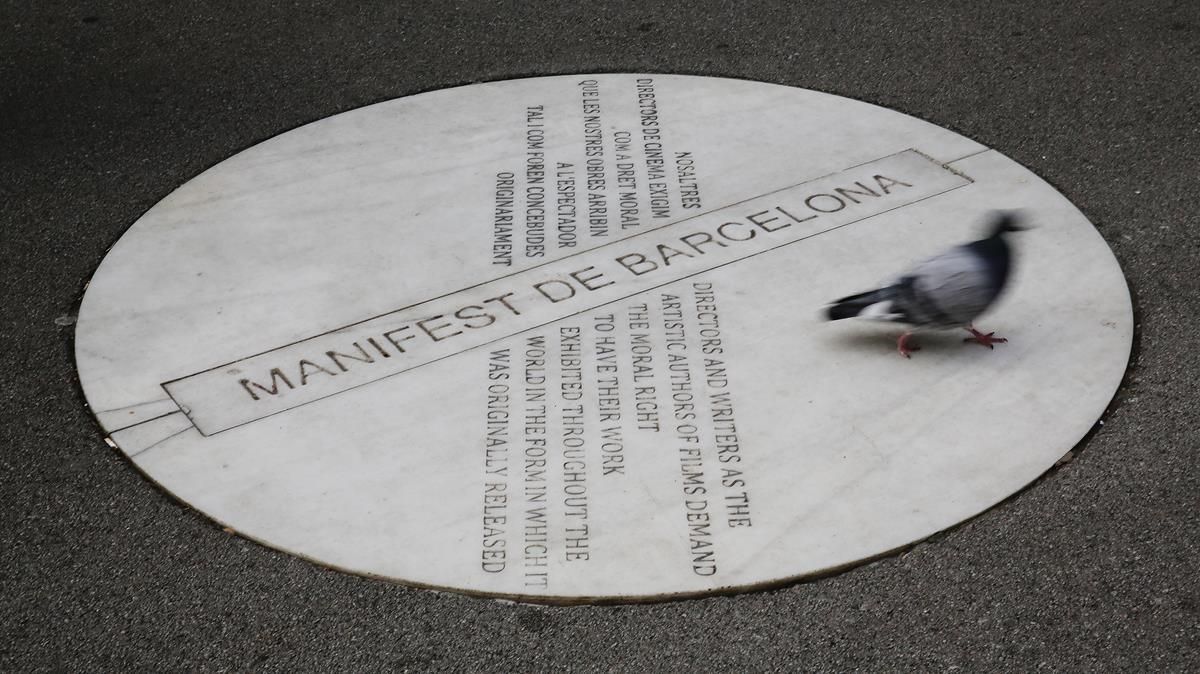 NOSALTRES
DIRECTORS DE CINEMA EXIGIM
, COM A DRET MORAL
QUE LES NOSTRES OBRES ARRIBIN
A L'ESPECTADOR
TAL I COM FOREN CONCEBUDES
ORIGINARIAMENT
MANIFEST DE BARCELONA
DIRECTORS AND WRITERS AS THE
ARTISTIC AUTHORS OF FILMS DEMAND
THE MORAL RIGHT
TO HAVE THEIR WORK
EXHIBITED THROUGHOUT THE
WORLD IN THE FORM IN WHICH IT
WAS ORIGINALLY RELEASED